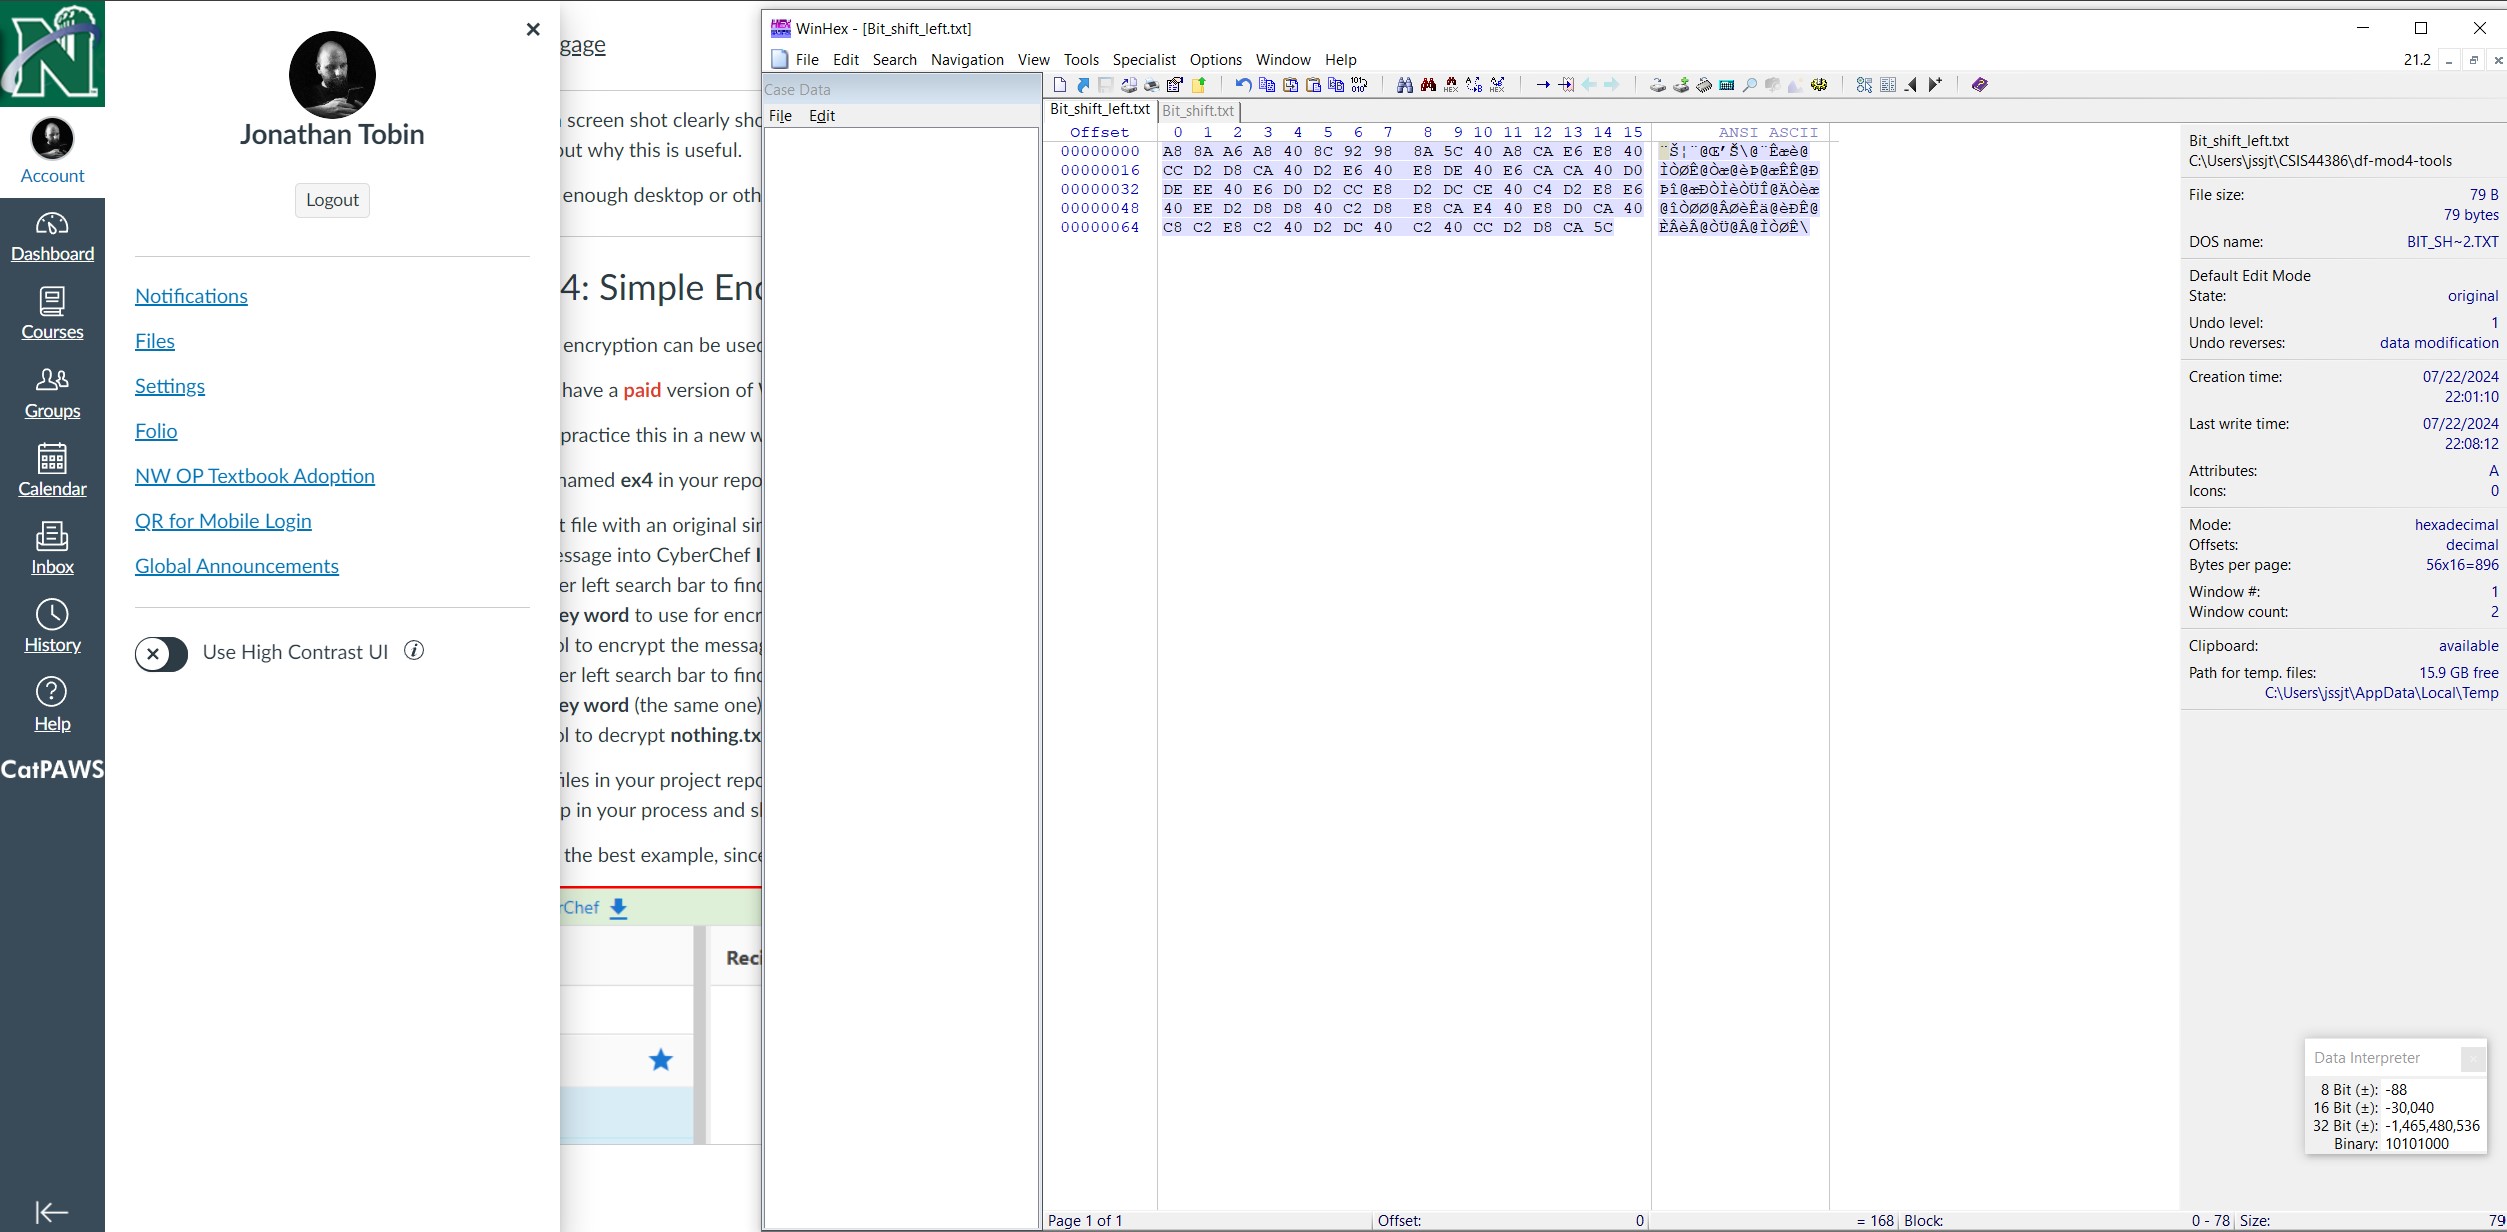 Account
Dashboard
Courses
Groups
Calendar
Inbox
History
Help
CatPAWS
Jonathan Tobin
Logout
Notifications
Files
Settings
Folio
NW OP Textbook Adoption
QR for Mobile Login
Global Announcements
Use High Contrast UI
gage
screen shot clearly sho
out why this is useful.
enough desktop or oth
4: Simple Enc
encryption can be used
have a paid version of
practice this in a new w
named ex4 in your repo
t file with an original sin
essage into CyberChef I
er left search bar to find
ey word to use for encr
ol to encrypt the messag
er left search bar to find
ey word (the same one)
ol to decrypt nothing.tx
files in your project repo
p in your process and sh
the best example, since
rChef
Reci
WinHex - [Bit_shift_left.txt]
File Edit Search Navigation View Tools Specialist Options Window Help
21.2
Case Data
File Edit
Bit_shift_left.txt Bit_shift.txt
Offset 0 1 2 3 4 5 6 7 8 9 10 11 12 13 14 15 ANSI ASCII
00000000 A8 8A A6 A8 40 8C 92 98 8A 5C 40 A8 CA E6 E8 40 ¨Š¦¨@Œ’˜Š\@¨Êæè@
00000016 CC D2 D8 CA 40 D2 E6 40 E8 DE 40 E6 CA CA 40 D0 ÌÒØÊ@Òæ@èÞ@æÊÊ@Ð
00000032 DE EE 40 E6 D0 D2 CC E8 D2 DC CE 40 C4 D2 E8 E6 Þî@æÐÒÌèÒÜÎ@ÄÒèæ
00000048 40 EE D2 D8 D8 40 C2 D8 E8 CA E4 40 E8 D0 CA 40 @îÒØØ@ÂØèÊä@èÐÊ@
00000064 C8 C2 E8 C2 40 D2 DC 40 C2 40 CC D2 D8 CA 5C ÈÂèÂ@ÒÜ@Â@ÌÒØÊ\
Bit_shift_left.txt
C:\Users\jssjt\CSIS44386\df-mod4-tools
File size: 79 B
79 bytes
DOS name: BIT_SH~2.TXT
Default Edit Mode
State: original
Undo level: 1
Undo reverses: data modification
Creation time: 07/22/2024
22:01:10
Last write time: 07/22/2024
22:08:12
Attributes: A
Icons: 0
Mode: hexadecimal
Offsets: decimal
Bytes per page: 56x16=896
Window #: 1
Window count: 2
Clipboard: available
Path for temp. files: 15.9 GB free
C:\Users\jssjt\AppData\Local\Temp
Data Interpreter
8 Bit (±): -88
16 Bit (±): -30,040
32 Bit (±): -1,465,480,536
Binary: 10101000
Page 1 of 1 Offset: 0 = 168 Block: 0 - 78 Size: 79